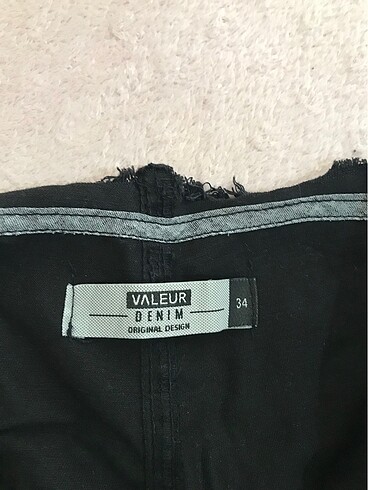 VALEUR
DENIM
ORIGINAL DESIGN
34